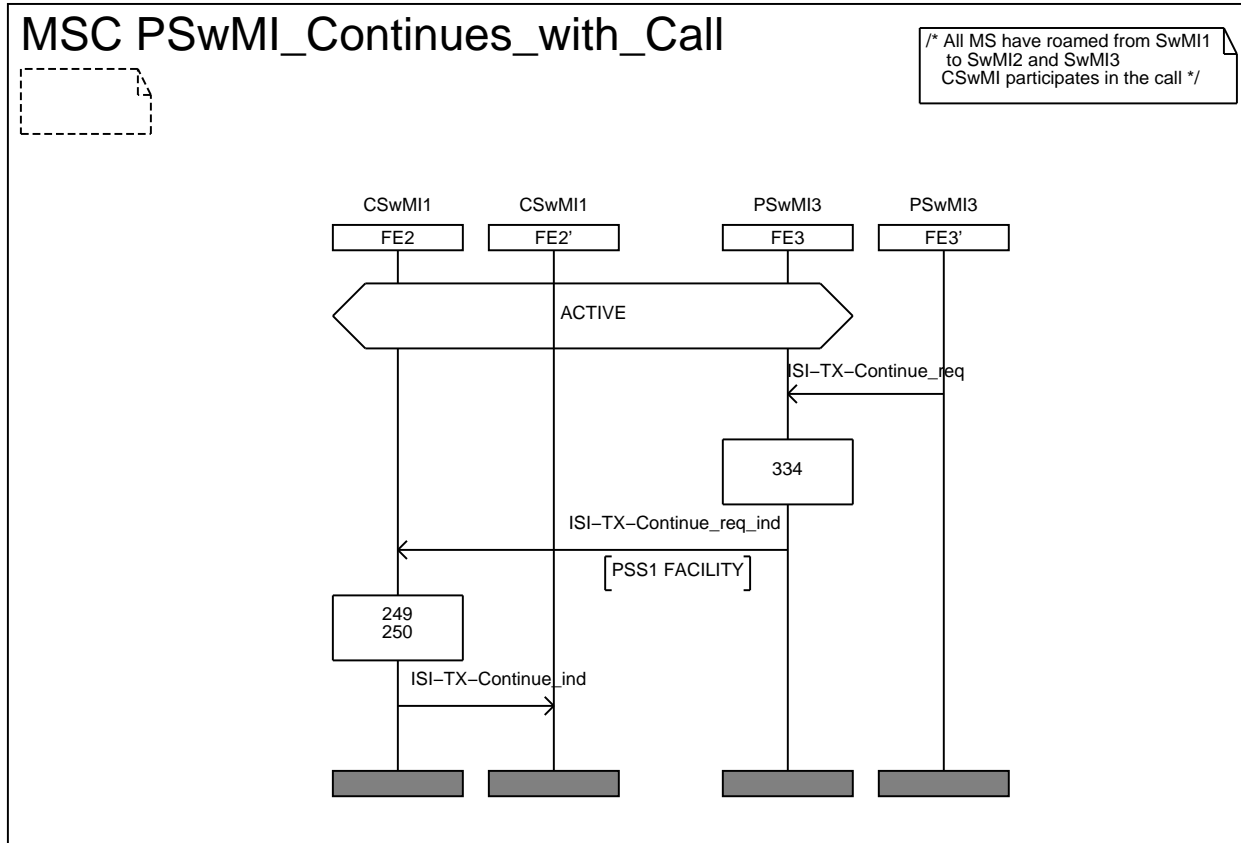 MSC PSwMI_Continues_with_Call
/* All MS have roamed from SwMI1
to SwMI2 and SwMI3
CSwMI participates in the call */
CSwMI1 CSwMI1 PSwMI3 PSwMI3
FE2 FE2' FE3 FE3'
ACTIVE
ISI−TX−Continue_req
334
ISI−TX−Continue_req_ind
PSS1 FACILITY
249
250
ISI−TX−Continue_ind